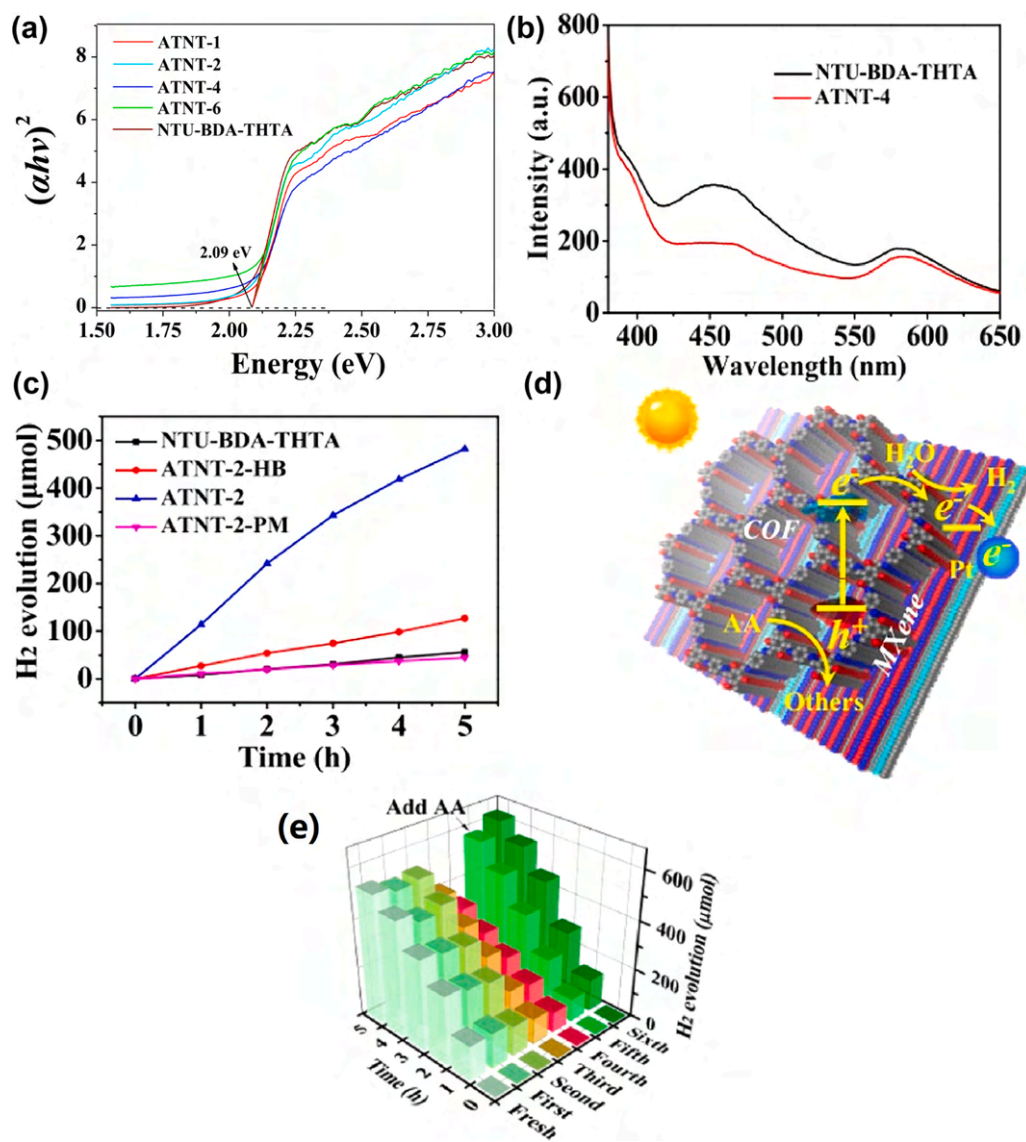 (a)
ATNT-1
ATNT-2
ATNT-4
ATNT-6
NTU-BDA-THTA
(ahν)²
8
6
4
2
0
2.09 eV
1.50 1.75 2.00 2.25 2.50 2.75 3.00
Energy (eV)
(b)
NTU-BDA-THTA
ATNT-4
Intensity (a.u.)
800
600
400
200
0
400 450 500 550 600 650
Wavelength (nm)
(c)
NTU-BDA-THTA
ATNT-2-HB
ATNT-2
ATNT-2-PM
H2 evolution (μmol)
500
400
300
200
100
0
0 1 2 3 4 5
Time (h)
(d)
H₂O
H₂
e⁻
e⁻
COF
Pt
e⁻
AA
h⁺
MXene
Others
(e)
Add AA
600
400
200
0
H2 evolution (μmol)
5
4
3
2
1
0
Time (h)
Sixth
Fifth
Fourth
Third
Seond
First
Fresh